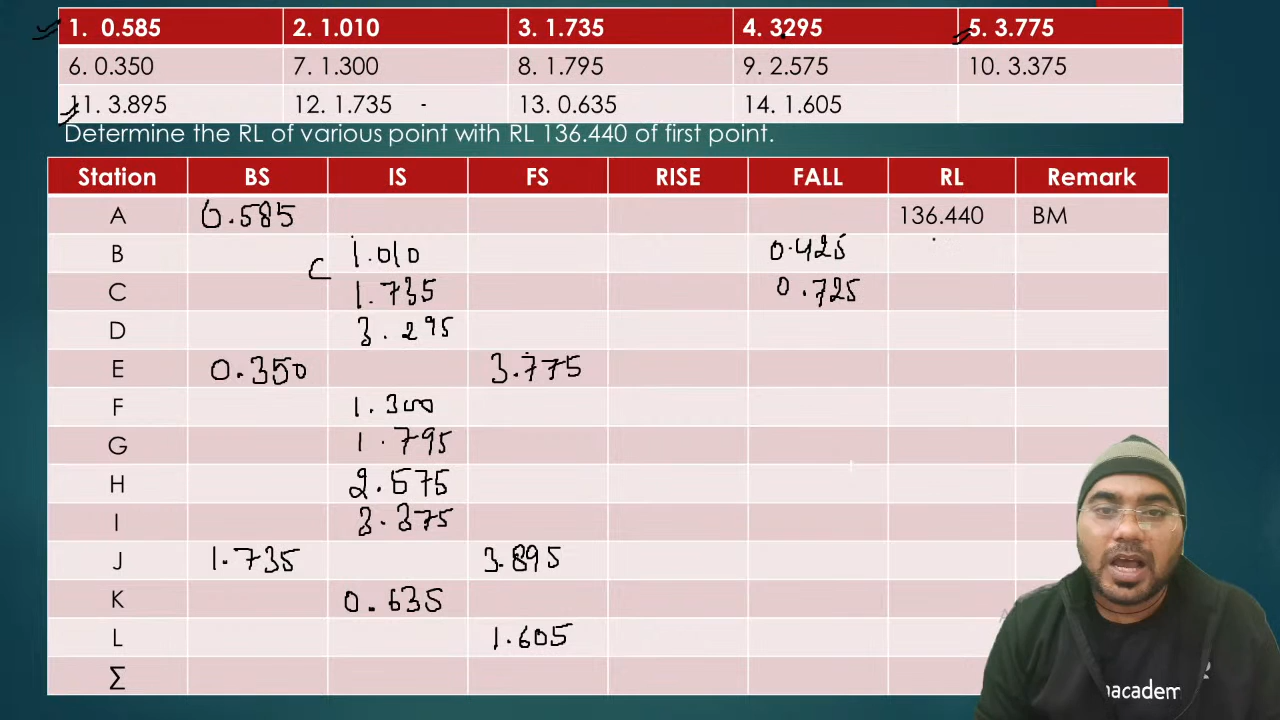 1. 0.585 2. 1.010 3. 1.735 4. 3295 5. 3.775
6. 0.350 7. 1.300 8. 1.795 9. 2.575 10. 3.375
11. 3.895 12. 1.735 - 13. 0.635 14. 1.605
Determine the RL of various point with RL 136.440 of first point.
Station BS IS FS RISE FALL RL Remark
A 0.585 136.440 BM
B 1.010 0.425
C 1.735 0.725
D 3.295
E 0.350 3.775
F 1.300
G 1.795
H 2.575
I 3.375
J 1.735 3.895
K 0.635
L 1.605
Σ
nacadem